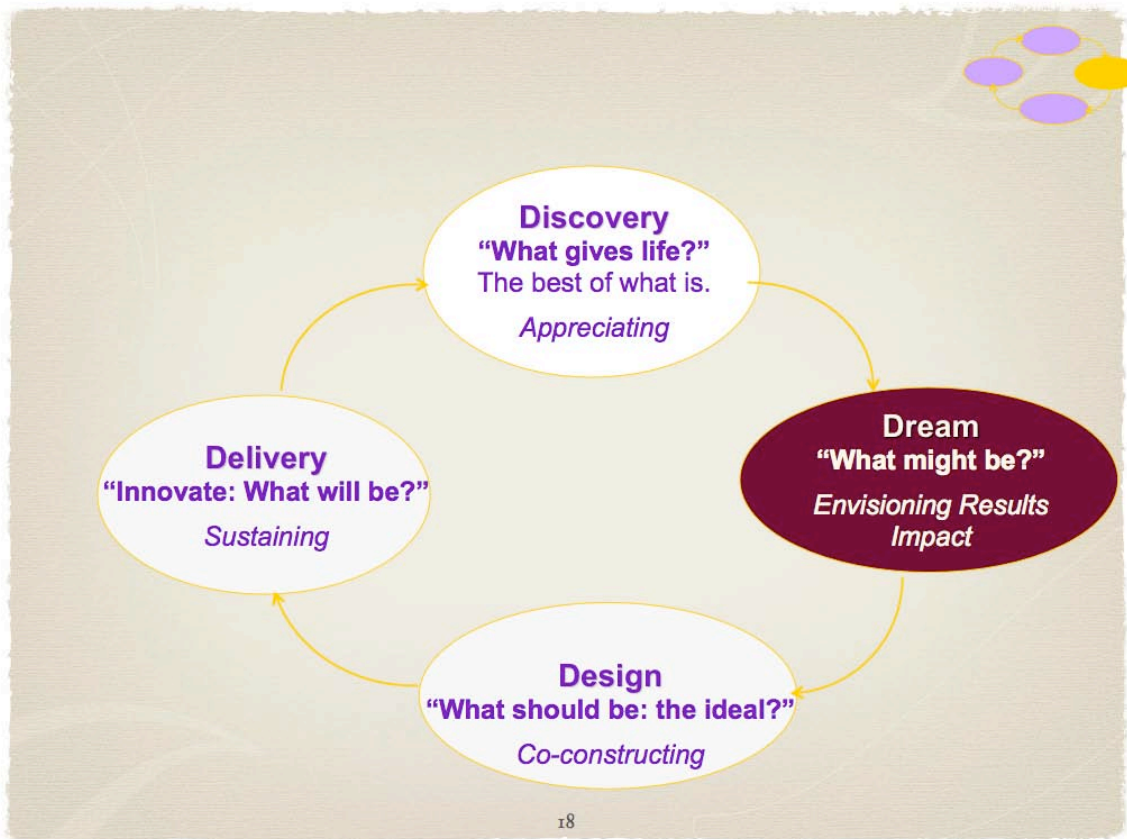 Discovery
“What gives life?”
The best of what is.
Appreciating
Dream
“What might be?”
Envisioning Results
Impact
Delivery
“Innovate: What will be?”
Sustaining
Design
“What should be: the ideal?”
Co-constructing
18